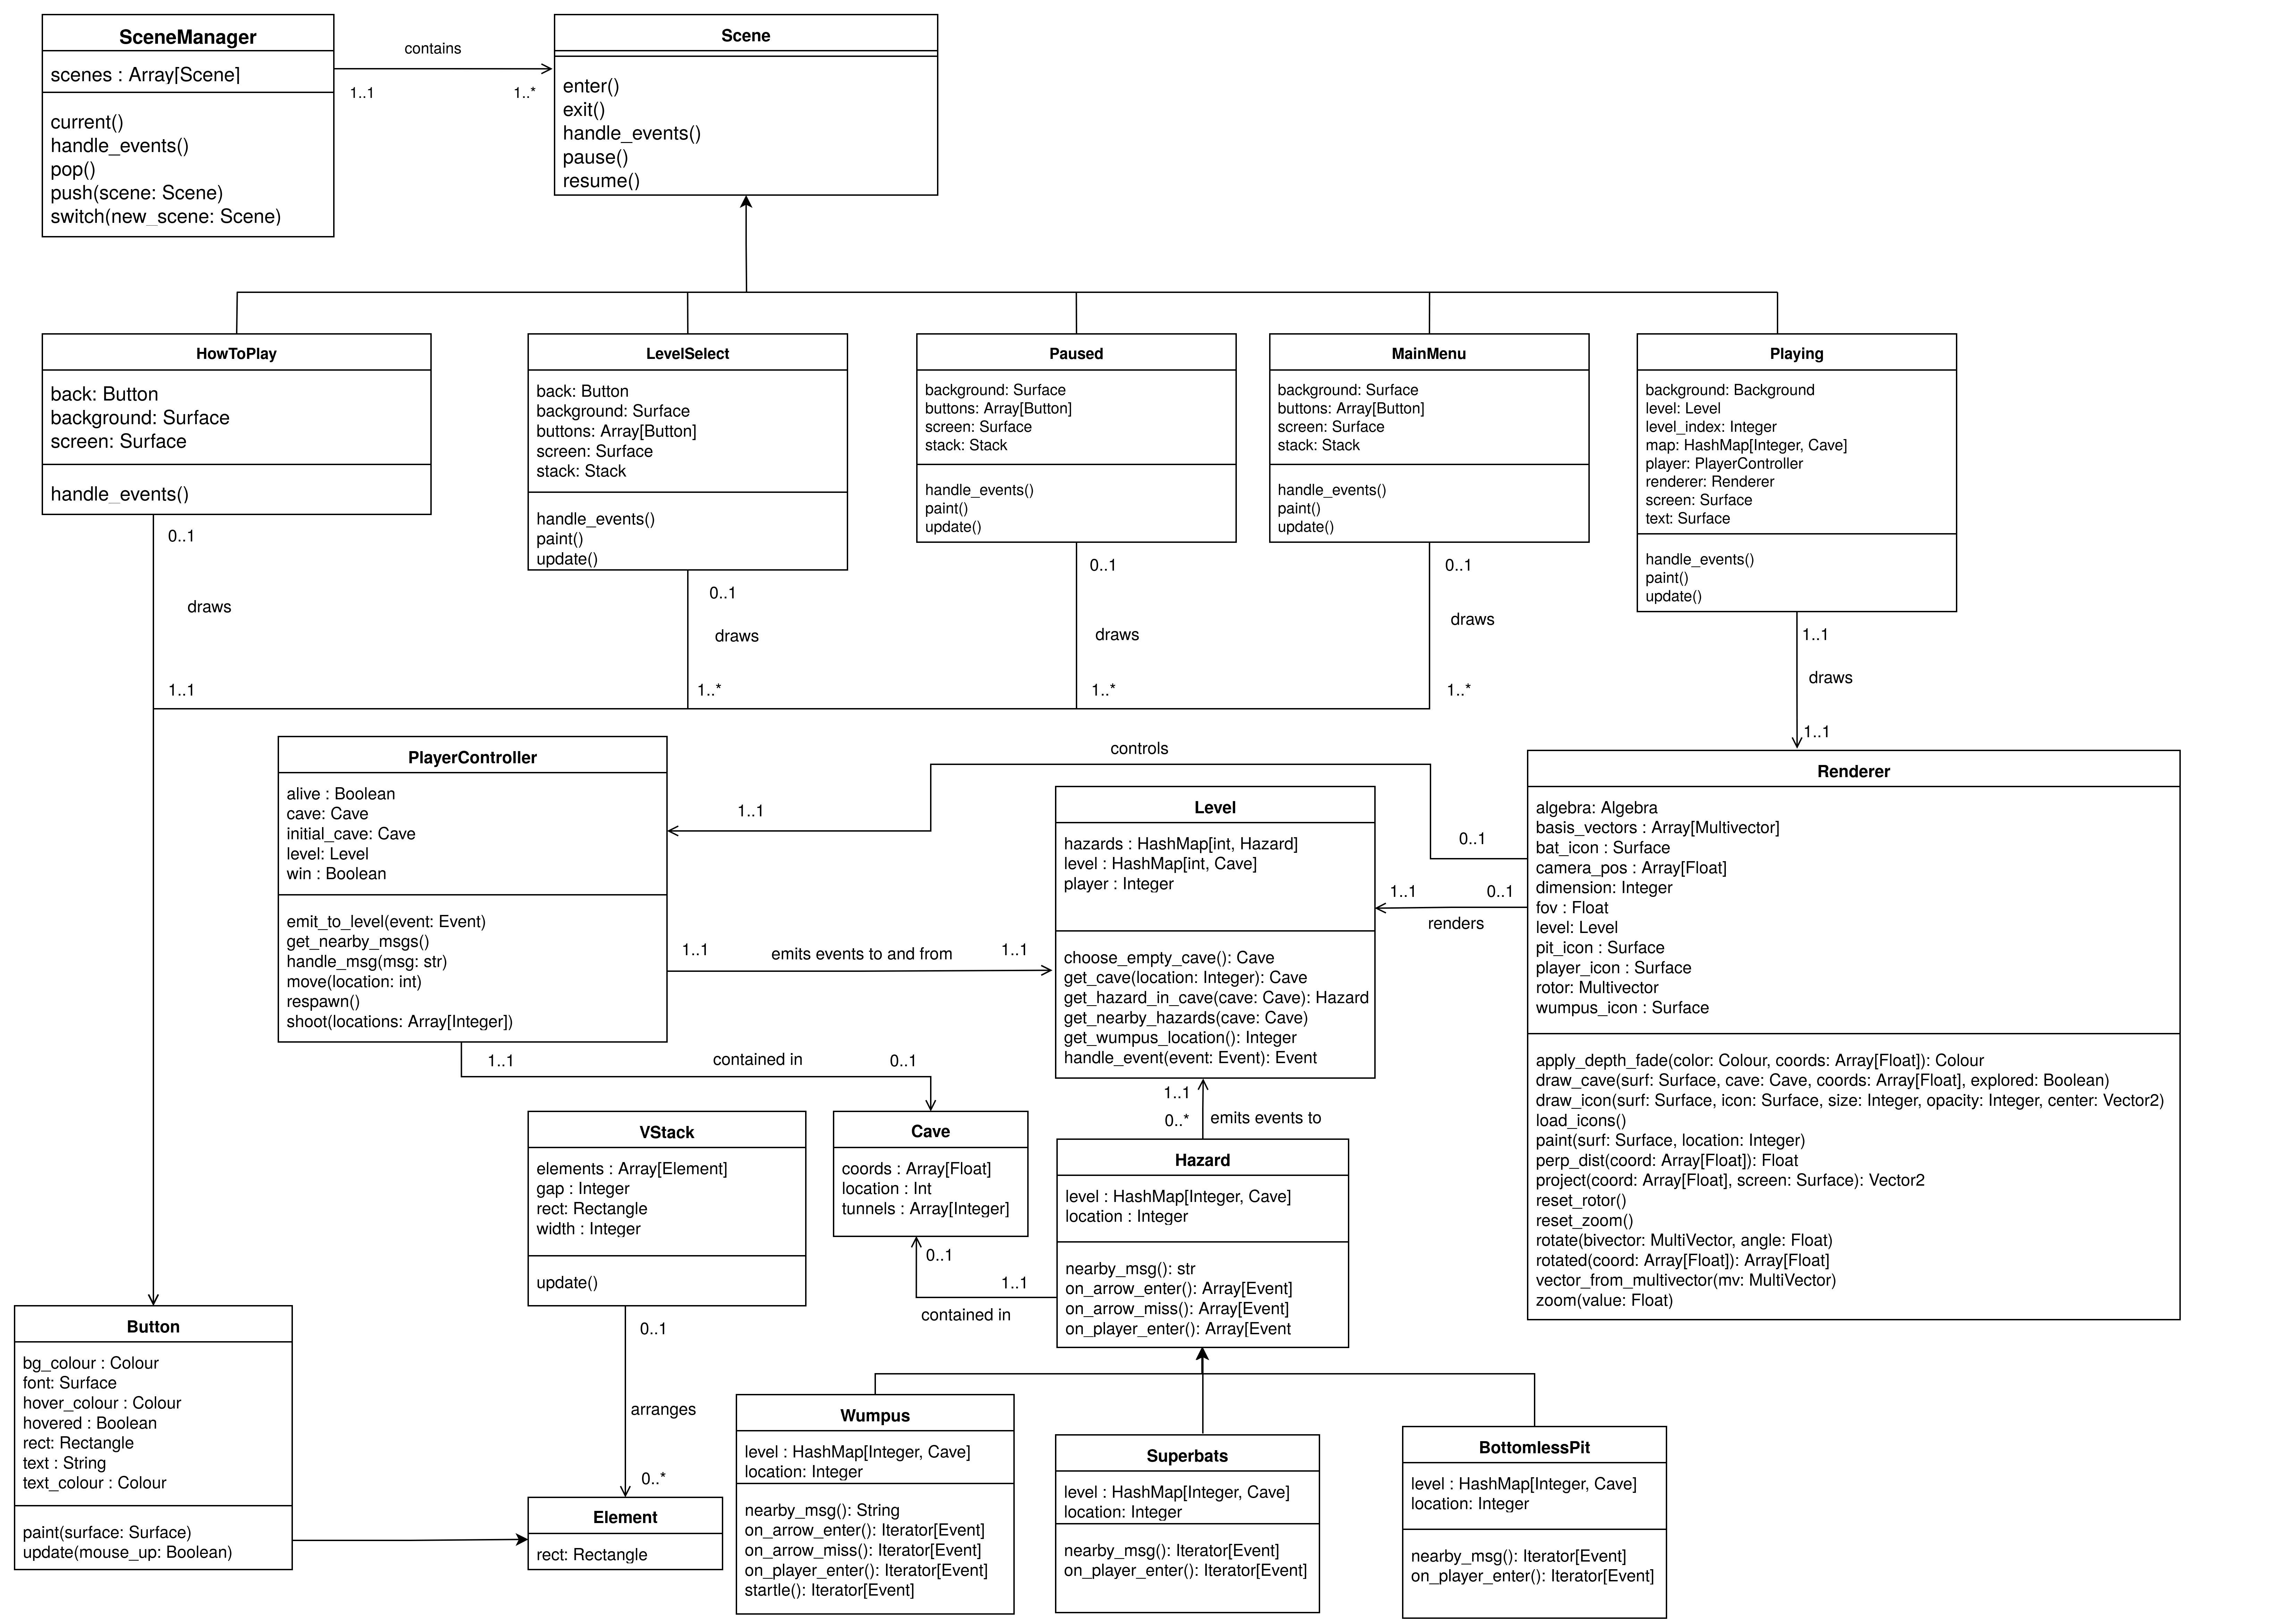 SceneManager
scenes : Array[Scene]
current()
handle_events()
pop()
push(scene: Scene)
switch(new_scene: Scene)
contains
1..1
1..*
Scene
enter()
exit()
handle_events()
pause()
resume()
HowToPlay
back: Button
background: Surface
screen: Surface
handle_events()
LevelSelect
back: Button
background: Surface
buttons: Array[Button]
screen: Surface
stack: Stack
handle_events()
paint()
update()
Paused
background: Surface
buttons: Array[Button]
screen: Surface
stack: Stack
handle_events()
paint()
update()
MainMenu
background: Surface
buttons: Array[Button]
screen: Surface
stack: Stack
handle_events()
paint()
update()
Playing
background: Background
level: Level
level_index: Integer
map: HashMap[Integer, Cave]
player: PlayerController
renderer: Renderer
screen: Surface
text: Surface
handle_events()
paint()
update()
0..1
draws
1..1
0..1
draws
1..*
0..1
draws
1..*
0..1
draws
1..*
1..1
draws
1..1
PlayerController
alive : Boolean
cave: Cave
initial_cave: Cave
level: Level
win : Boolean
emit_to_level(event: Event)
get_nearby_msgs()
handle_msg(msg: str)
move(location: int)
respawn()
shoot(locations: Array[Integer])
controls
1..1
0..1
Level
hazards : HashMap[int, Hazard]
level : HashMap[int, Cave]
player : Integer
choose_empty_cave(): Cave
get_cave(location: Integer): Cave
get_hazard_in_cave(cave: Cave): Hazard
get_nearby_hazards(cave: Cave)
get_wumpus_location(): Integer
handle_event(event: Event): Event
1..1
0..1
renders
1..1
emits events to and from
1..1
Renderer
algebra: Algebra
basis_vectors : Array[Multivector]
bat_icon : Surface
camera_pos : Array[Float]
dimension: Integer
fov : Float
level: Level
pit_icon : Surface
player_icon : Surface
rotor: Multivector
wumpus_icon : Surface
apply_depth_fade(color: Colour, coords: Array[Float]): Colour
draw_cave(surf: Surface, cave: Cave, coords: Array[Float], explored: Boolean)
draw_icon(surf: Surface, icon: Surface, size: Integer, opacity: Integer, center: Vector2)
load_icons()
paint(surf: Surface, location: Integer)
perp_dist(coord: Array[Float]): Float
project(coord: Array[Float], screen: Surface): Vector2
reset_rotor()
reset_zoom()
rotate(bivector: MultiVector, angle: Float)
rotated(coord: Array[Float]): Array[Float]
vector_from_multivector(mv: MultiVector)
zoom(value: Float)
1..1
contained in
0..1
VStack
elements : Array[Element]
gap : Integer
rect: Rectangle
width : Integer
update()
Cave
coords : Array[Float]
location : Int
tunnels : Array[Integer]
1..1
0..*
emits events to
Hazard
level : HashMap[Integer, Cave]
location : Integer
nearby_msg(): str
on_arrow_enter(): Array[Event]
on_arrow_miss(): Array[Event]
on_player_enter(): Array[Event
0..1
1..1
contained in
Button
bg_colour : Colour
font: Surface
hover_colour : Colour
hovered : Boolean
rect: Rectangle
text : String
text_colour : Colour
paint(surface: Surface)
update(mouse_up: Boolean)
0..1
arranges
0..*
Element
rect: Rectangle
Wumpus
level : HashMap[Integer, Cave]
location: Integer
nearby_msg(): String
on_arrow_enter(): Iterator[Event]
on_arrow_miss(): Iterator[Event]
on_player_enter(): Iterator[Event]
startle(): Iterator[Event]
Superbats
level : HashMap[Integer, Cave]
location: Integer
nearby_msg(): Iterator[Event]
on_player_enter(): Iterator[Event]
BottomlessPit
level : HashMap[Integer, Cave]
location: Integer
nearby_msg(): Iterator[Event]
on_player_enter(): Iterator[Event]